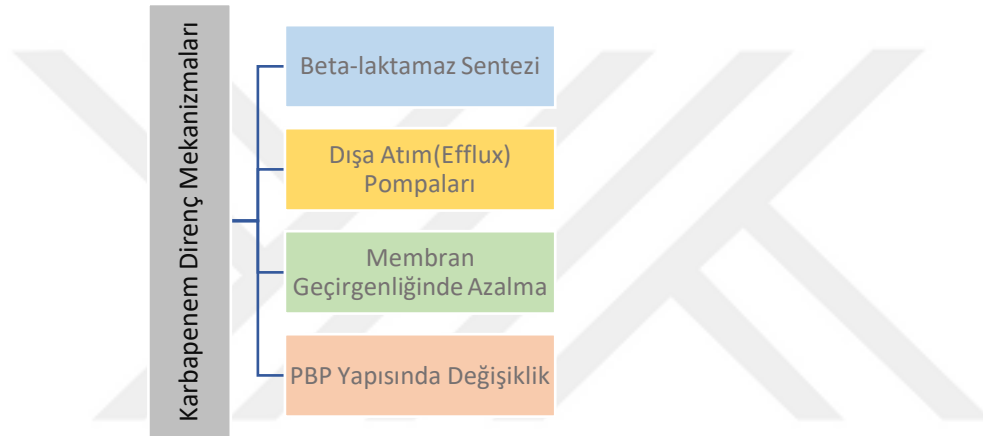 Karbapenem Direnç Mekanizmaları
Beta-laktamaz Sentezi
Dışa Atım(Efflux)
Pompaları
Membran
Geçirgenliğinde Azalma
PBP Yapısında Değişiklik